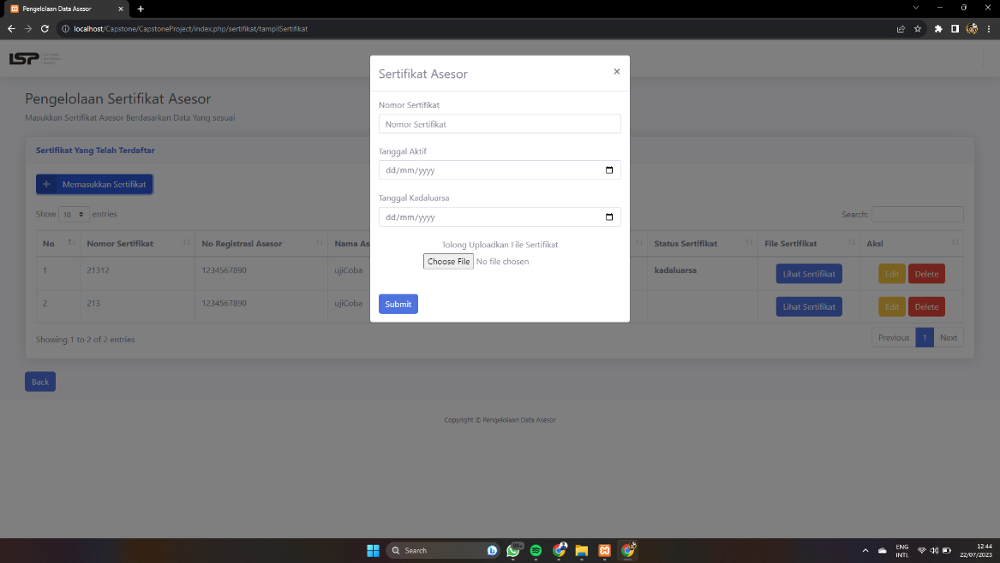 Pengelolaan Data Asesor
localhost/Capstone/CapstoneProject/index.php/sertifikat/tampilSertifikat
LSP
Pengelolaan Sertifikat Asesor
Masukkan Sertifikat Asesor Berdasarkan Data Yang sesuai
Sertifikat Yang Telah Terdaftar
+ Memasukkan Sertifikat
Show 10 entries
Search:
No Nomor Sertifikat No Registrasi Asesor Nama As Status Sertifikat File Sertifikat Aksi
1 21312 1234567890 ujiCoba kadaluarsa Lihat Sertifikat Edit Delete
2 213 1234567890 ujiCoba Lihat Sertifikat Edit Delete
Showing 1 to 2 of 2 entries
Previous 1 Next
Back
Copyright © Pengelolaan Data Asesor
Sertifikat Asesor ×
Nomor Sertifikat
Nomor Sertifikat
Tanggal Aktif
dd/mm/yyyy
Tanggal Kadaluarsa
dd/mm/yyyy
Tolong Uploadkan File Sertifikat
Choose File No file chosen
Submit
Search
ENG
INTL
12:44
22/07/2023